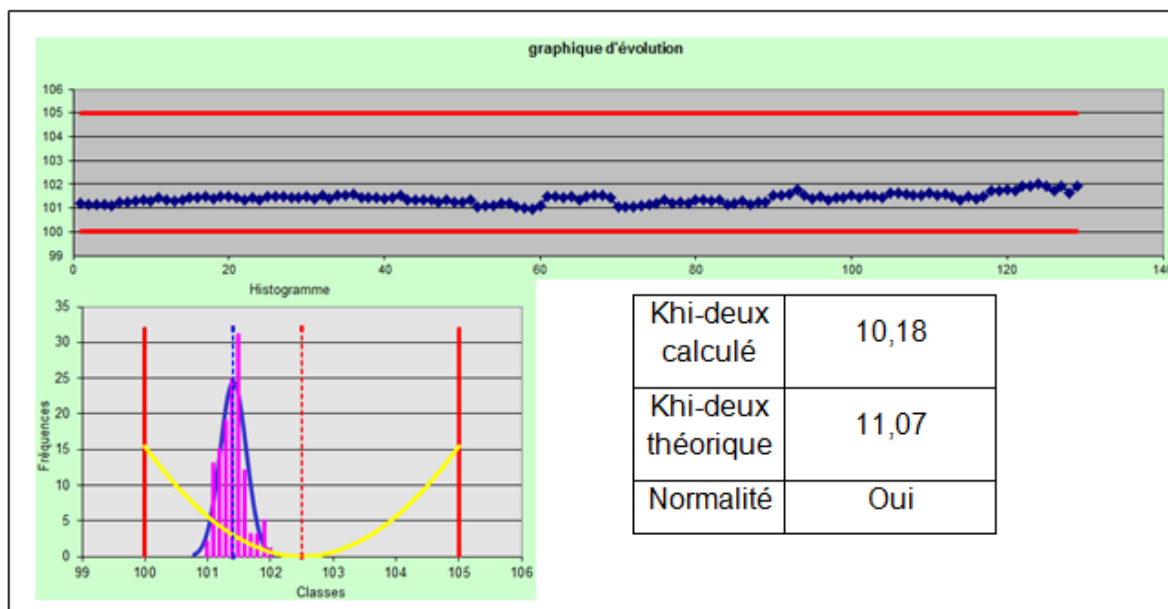 graphique d'évolution
106
105
104
103
102
101
100
99
0 20 40 60 80 100 120 140
Histogramme
35
30
25
20
15
10
5
0
Fréquences
99 100 101 102 103 104 105 106
Classes
Khi-deux
calculé
10,18
Khi-deux
théorique
11,07
Normalité
Oui